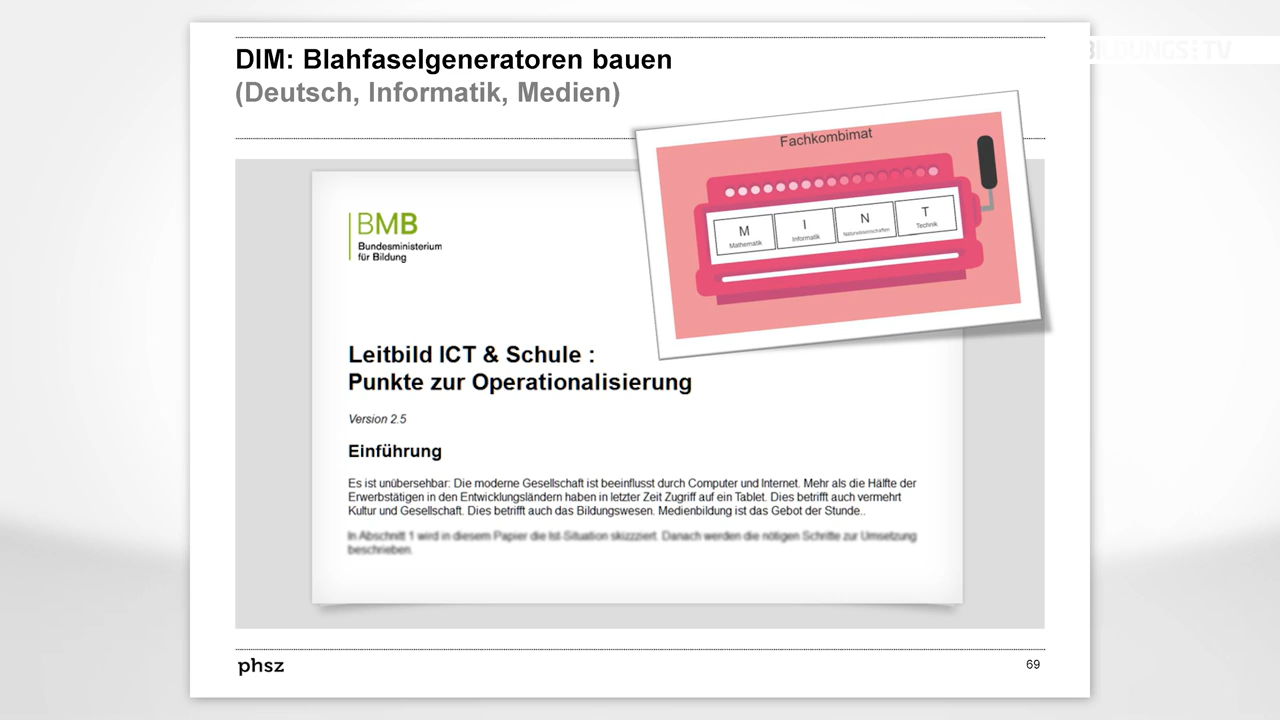 DIM: Blahfaselgeneratoren bauen
(Deutsch, Informatik, Medien)
BILDUNGS TV
Fachkombimat
M I N T
Mathematik Informatik Naturwissenschaften Technik
BMB
Bundesministerium
für Bildung
Leitbild ICT & Schule :
Punkte zur Operationalisierung
Version 2.5
Einführung
Es ist unübersehbar: Die moderne Gesellschaft ist beeinflusst durch Computer und Internet. Mehr als die Hälfte der
Erwerbstätigen in den Entwicklungsländern haben in letzter Zeit Zugriff auf ein Tablet. Dies betrifft auch vermehrt
Kultur und Gesellschaft. Dies betrifft auch das Bildungswesen. Medienbildung ist das Gebot der Stunde..
In Abschnitt 1 wird in diesem Papier die Ist-Situation skizzziert. Danach werden die nötigen Schritte zur Umsetzung
beschrieben.
phsz
69